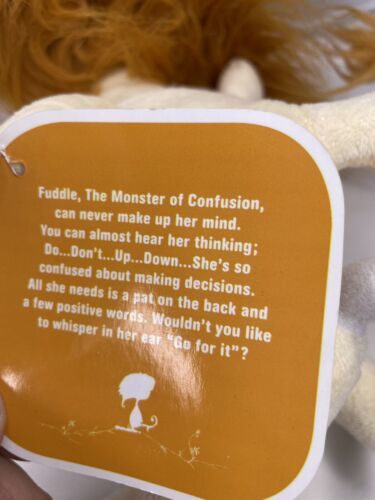 Fuddle, The Monster of Confusion,
can never make up her mind.
You can almost hear her thinking;
Do...Don't...Up...Down...She's so
confused about making decisions.
All she needs is a pat on the back and
a few positive words. Wouldn't you like
to whisper in her ear "Go for it"?